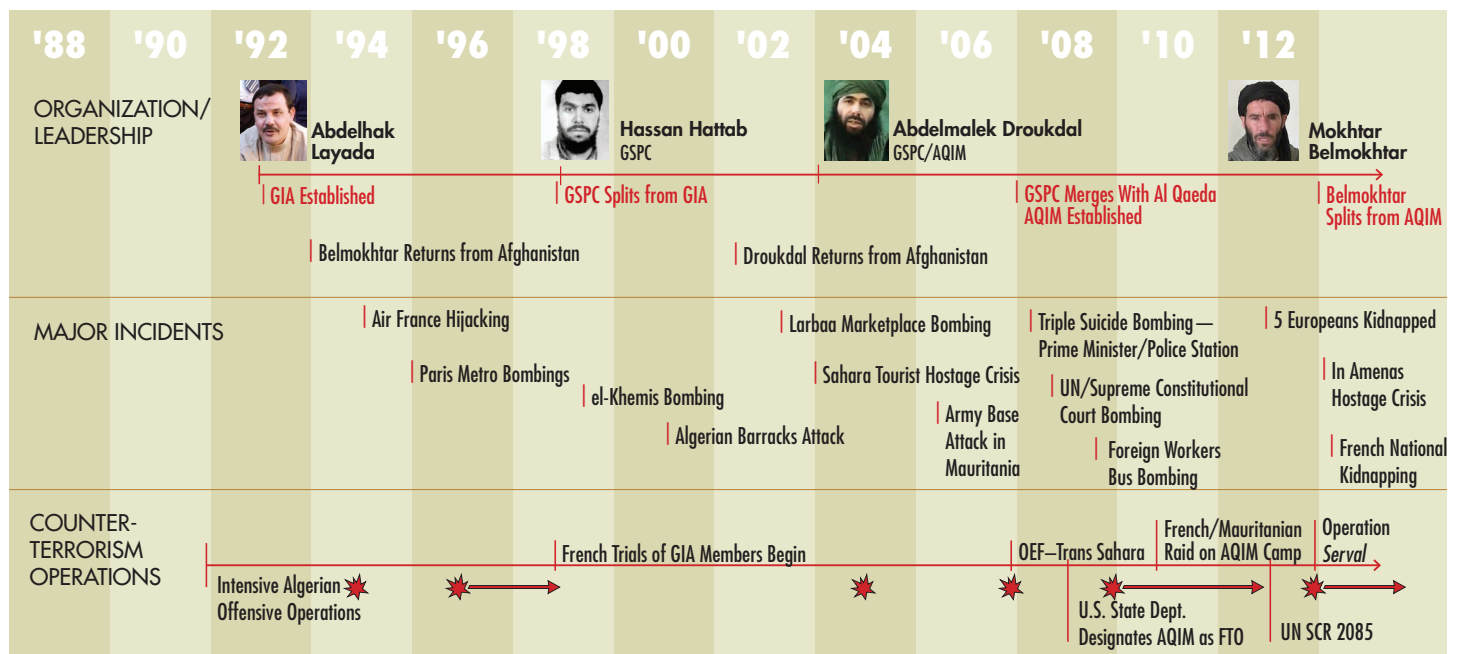 '88 '90 '92 '94 '96 '98 '00 '02 '04 '06 '08 '10 '12
ORGANIZATION/
LEADERSHIP
Abdelhak
Layada
Hassan Hattab
GSPC
Abdelmalek Droukdal
GSPC/AQIM
Mokhtar
Belmokhtar
GIA Established
GSPC Splits from GIA
GSPC Merges With Al Qaeda
AQIM Established
Belmokhtar
Splits from AQIM
Belmokhtar Returns from Afghanistan
Droukdal Returns from Afghanistan
MAJOR INCIDENTS
Air France Hijacking
Larbaa Marketplace Bombing
Triple Suicide Bombing—
Prime Minister/Police Station
5 Europeans Kidnapped
Paris Metro Bombings
Sahara Tourist Hostage Crisis
UN/Supreme Constitutional
Court Bombing
In Amenas
Hostage Crisis
el-Khemis Bombing
Army Base
Attack in
Mauritania
Algerian Barracks Attack
Foreign Workers
Bus Bombing
French National
Kidnapping
COUNTER-
TERRORISM
OPERATIONS
Intensive Algerian
Offensive Operations
French Trials of GIA Members Begin
OEF–Trans Sahara
French/Mauritanian
Raid on AQIM Camp
Operation
Serval
U.S. State Dept.
Designates AQIM as FTO
UN SCR 2085